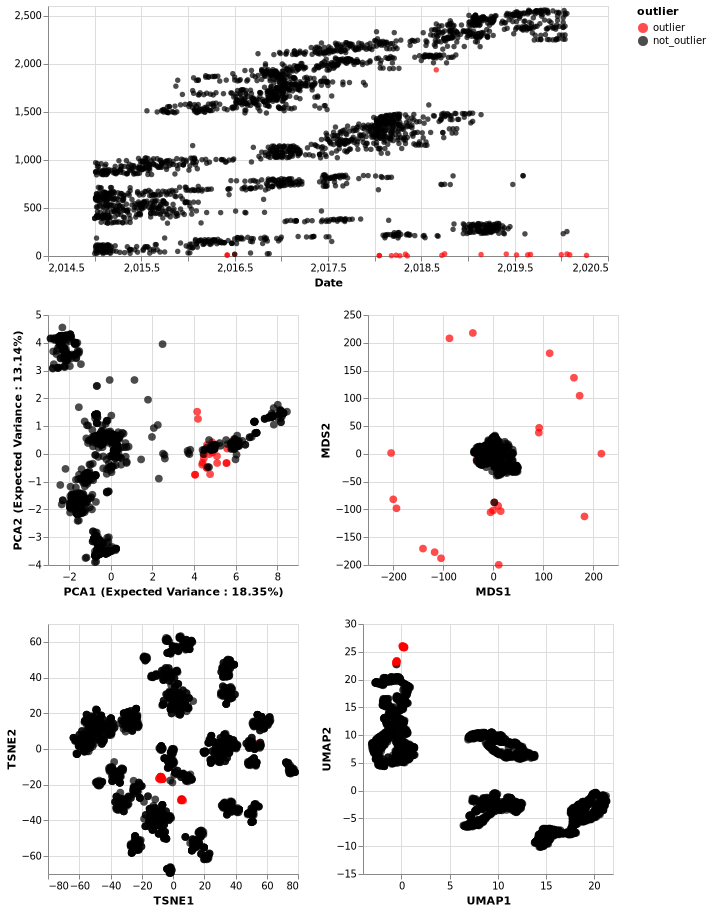 outlier
outlier
not_outlier
2,500
2,000
1,500
1,000
500
0
2,014.5 2,015.5 2,016.5 2,017.5 2,018.5 2,019.5 2,020.5
Date
5
4
3
2
1
0
−1
−2
−3
−4
PCA2 (Expected Variance : 13.14%)
−2 0 2 4 6 8
PCA1 (Expected Variance : 18.35%)
250
200
150
100
50
0
−50
−100
−150
−200
MDS2
−200 −100 0 100 200
MDS1
60
40
20
0
−20
−40
−60
TSNE2
−80 −60 −40 −20 0 20 40 60 80
TSNE1
30
25
20
15
10
5
0
−5
−10
−15
UMAP2
0 5 10 15 20
UMAP1